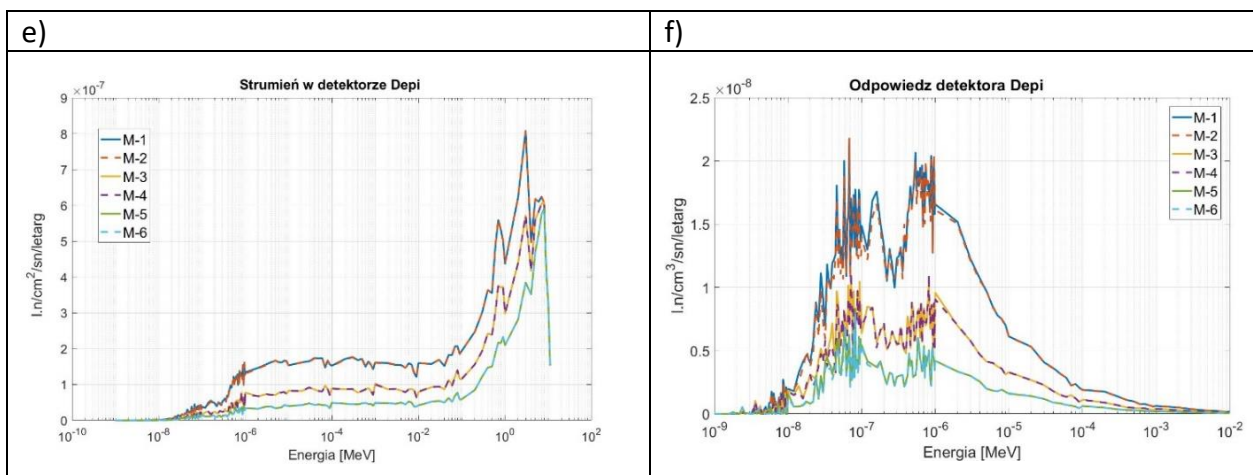 e)
f)
Strumień w detektorze Depi
×10⁻⁷
9
8
7
6
5
4
3
2
1
0
M-1
M-2
M-3
M-4
M-5
M-6
I.n/cm²/sn/letarg
10⁻¹⁰
10⁻⁸
10⁻⁶
10⁻⁴
10⁻²
10⁰
10²
Energia [MeV]
Odpowiedz detektora Depi
×10⁻⁸
2.5
2
1.5
1
0.5
0
M-1
M-2
M-3
M-4
M-5
M-6
I.n/cm³/sn/letarg
10⁻⁹
10⁻⁸
10⁻⁷
10⁻⁶
10⁻⁵
10⁻⁴
10⁻³
10⁻²
Energia [MeV]